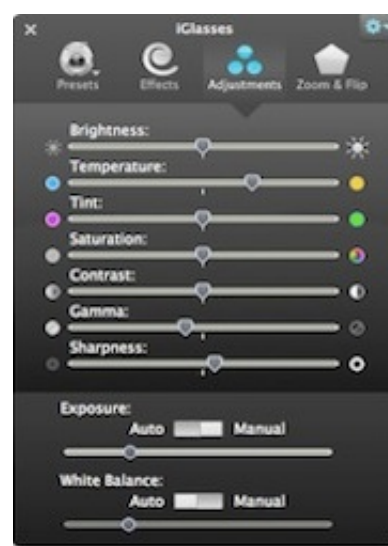 iGlasses
Presets Effects Adjustments Zoom & Flip
Brightness:
Temperature:
Tint:
Saturation:
Contrast:
Gamma:
Sharpness:
Exposure:
Auto Manual
White Balance:
Auto Manual